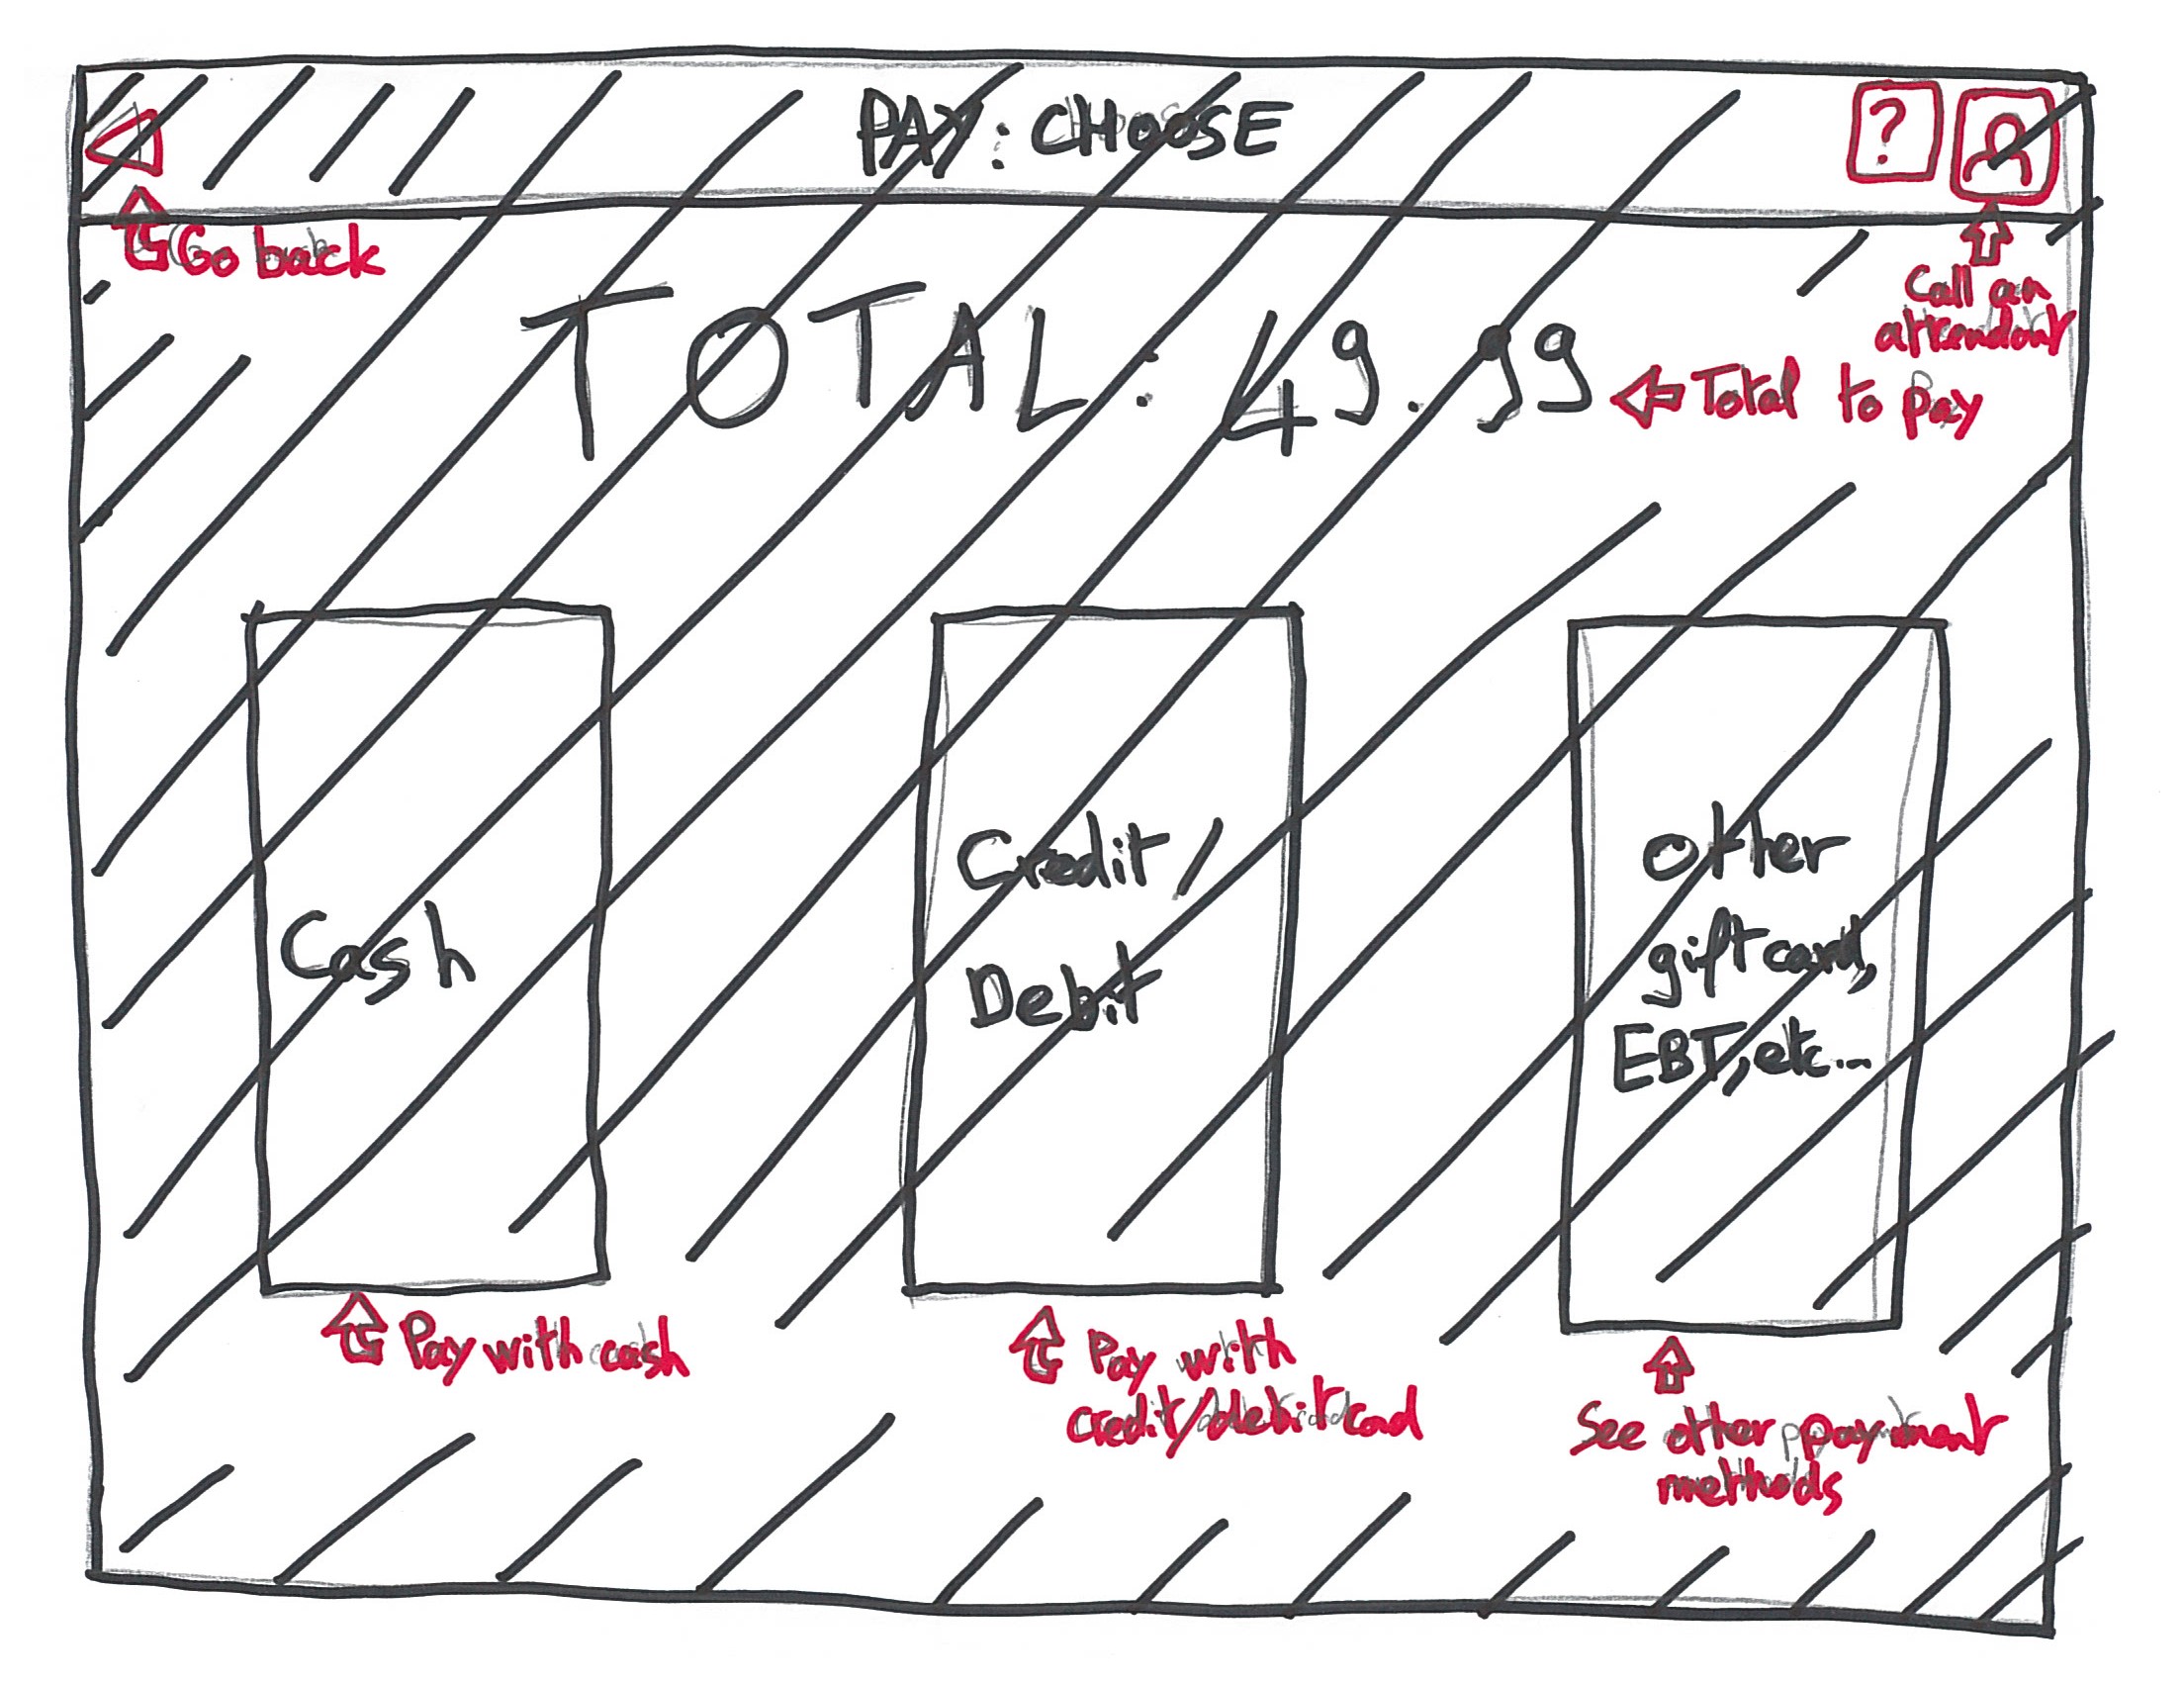 PAY: CHOOSE
?
Go back
Call an
attendant
TOTAL: 49.99
Total to pay
Cash
Credit /
Debit
Other
gift card,
EBT, etc...
Pay with cash
Pay with
credit/debit card
See other payment
methods